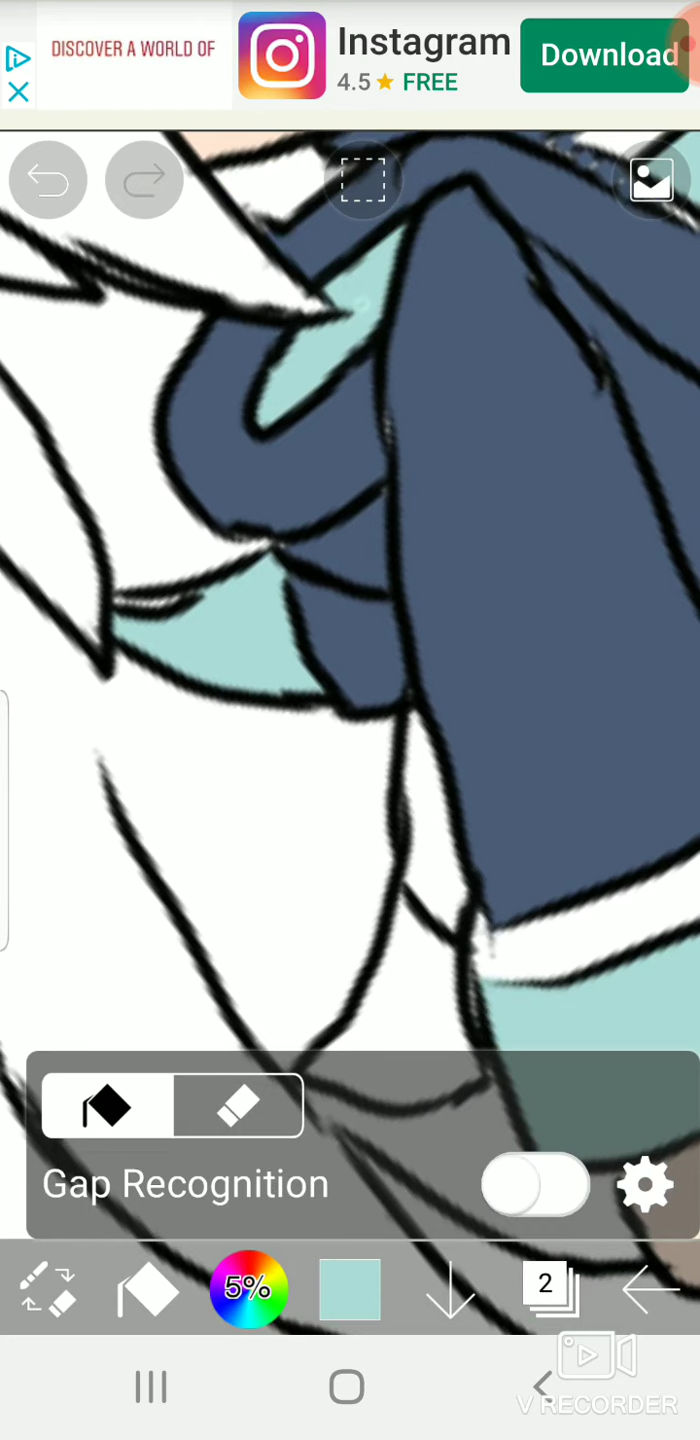 DISCOVER A WORLD OF
Instagram
Download
4.5 ★ FREE
Gap Recognition
5%
2
V RECORDER